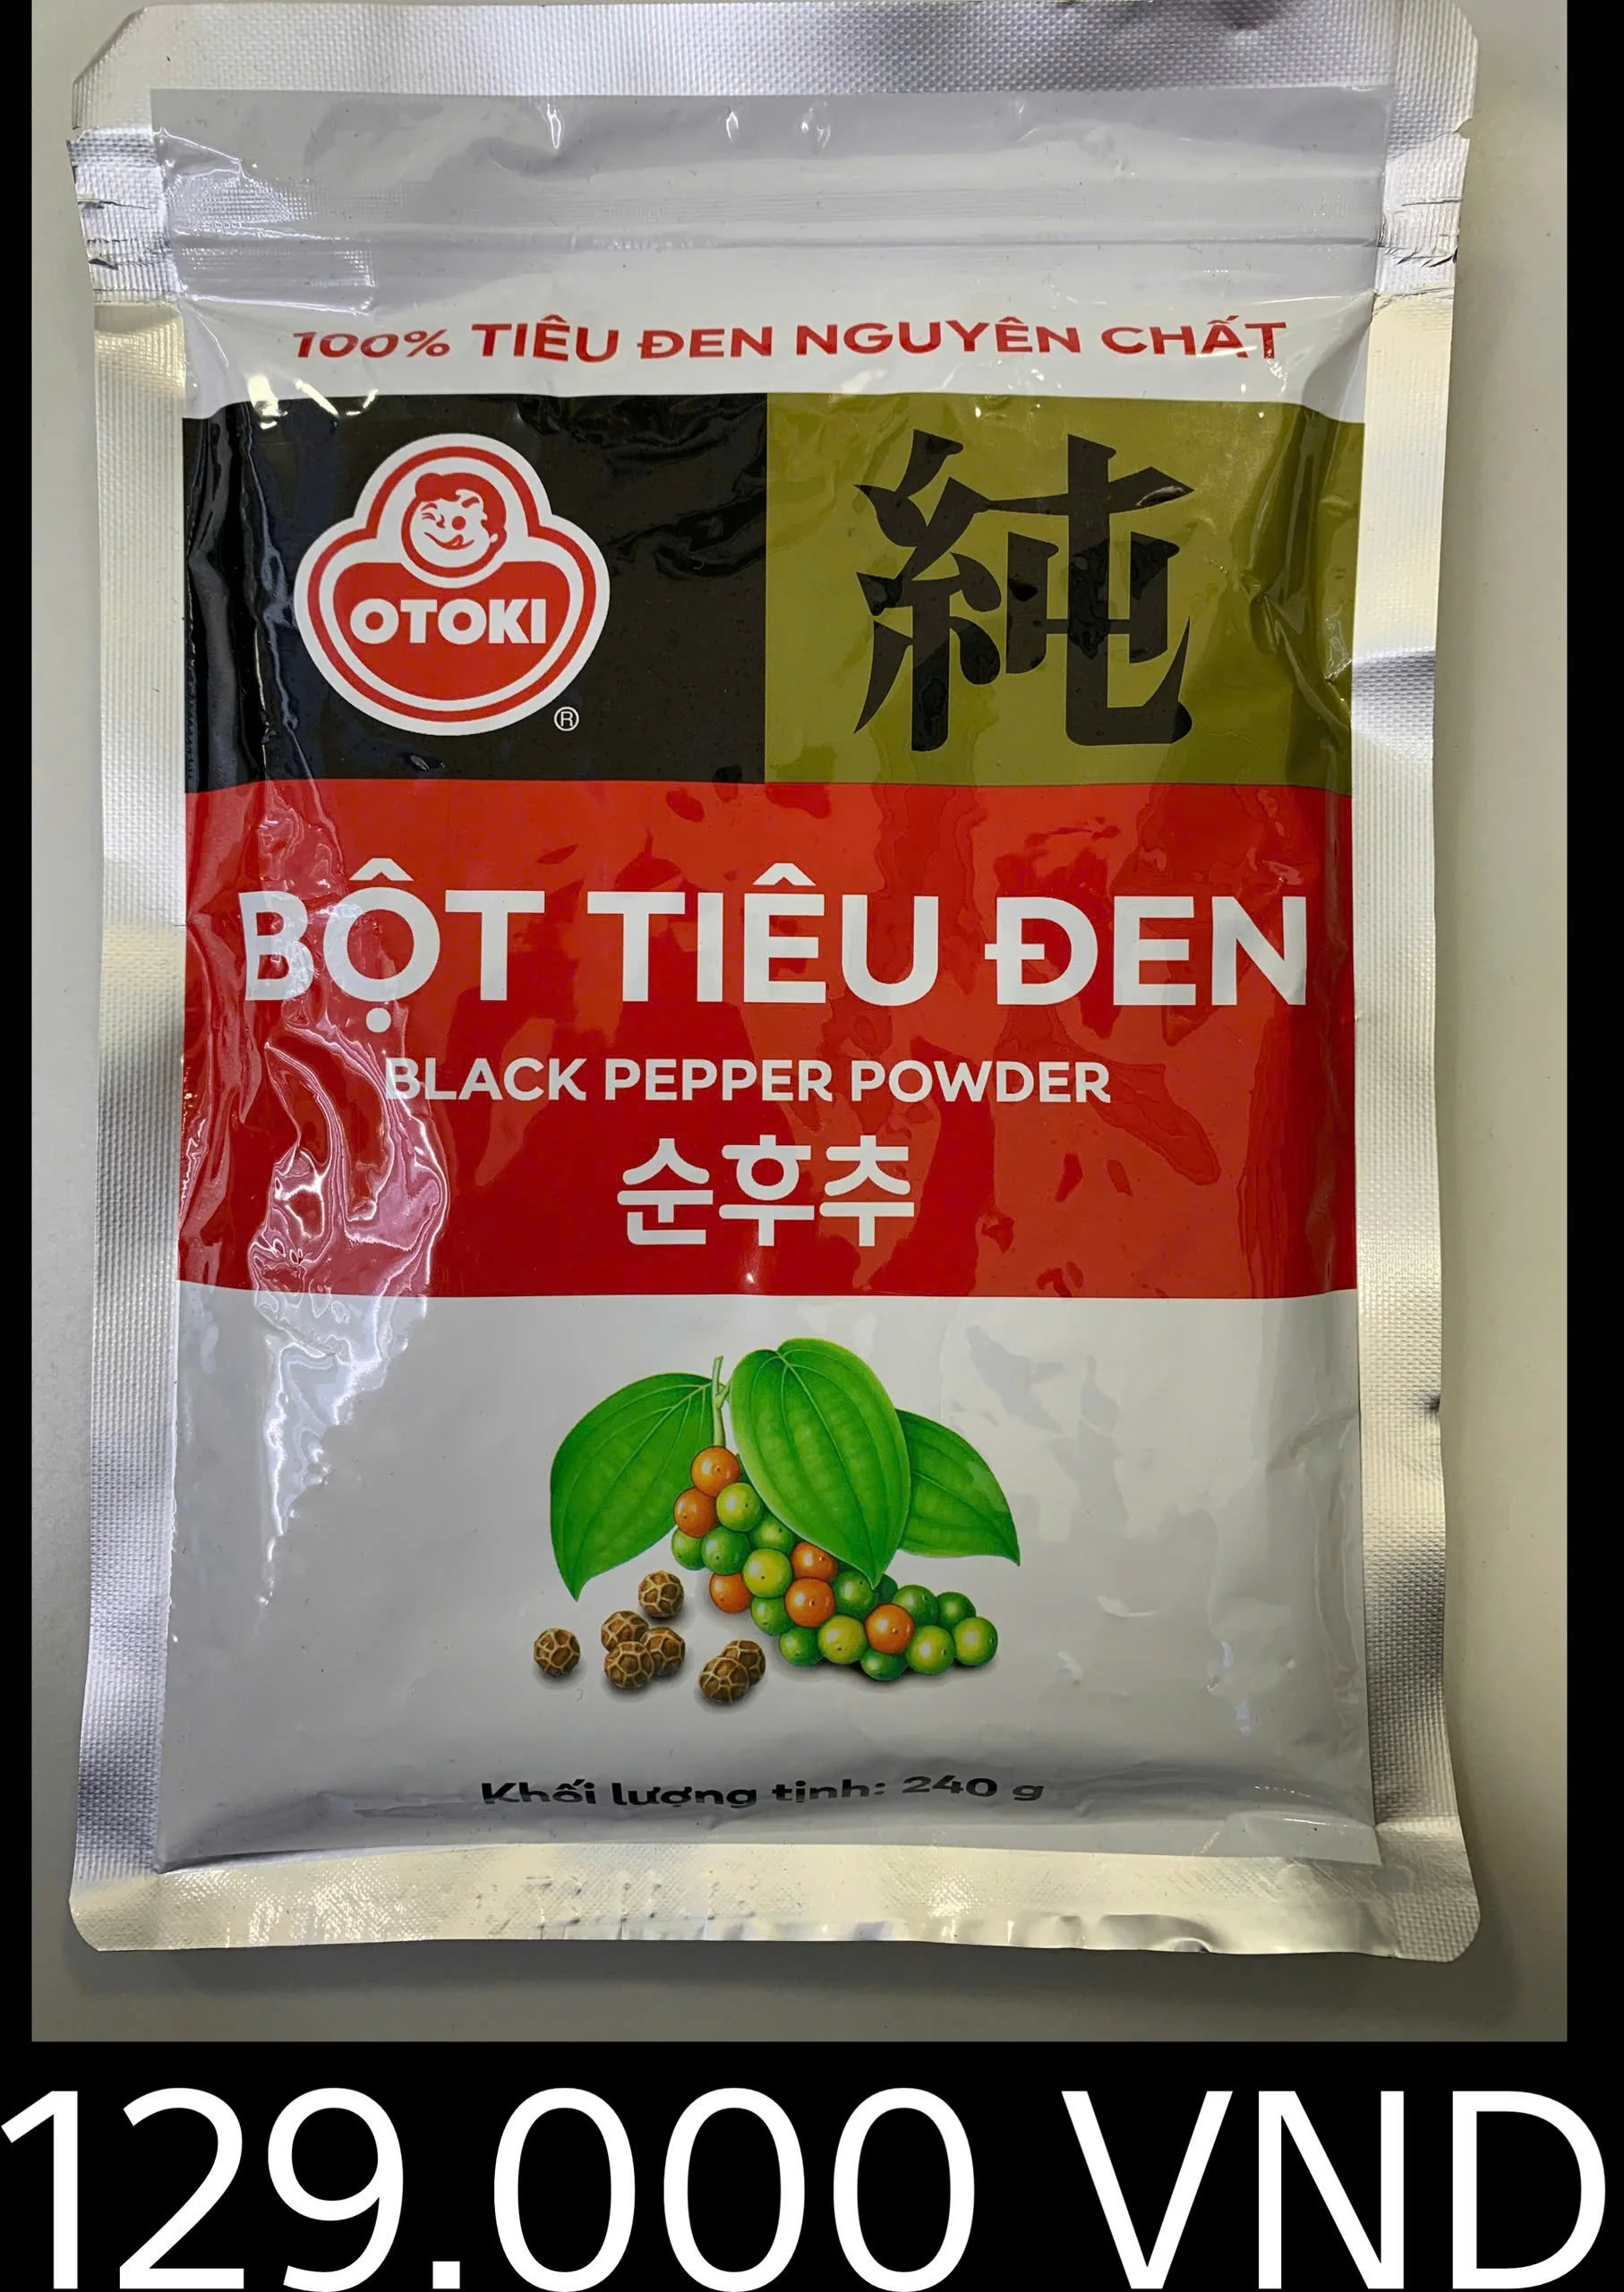 100% TIÊU ĐEN NGUYÊN CHẤT
OTOKI
®
純
BỘT TIÊU ĐEN
BLACK PEPPER POWDER
순후추
Khối lượng tịnh: 240 g
129.000 VND